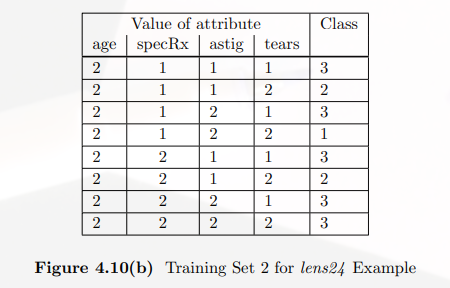 Value of attribute Class
age specRx astig tears
2 1 1 1 3
2 1 1 2 2
2 1 2 1 3
2 1 2 2 1
2 2 1 1 3
2 2 1 2 2
2 2 2 1 3
2 2 2 2 3
Figure 4.10(b) Training Set 2 for lens24 Example